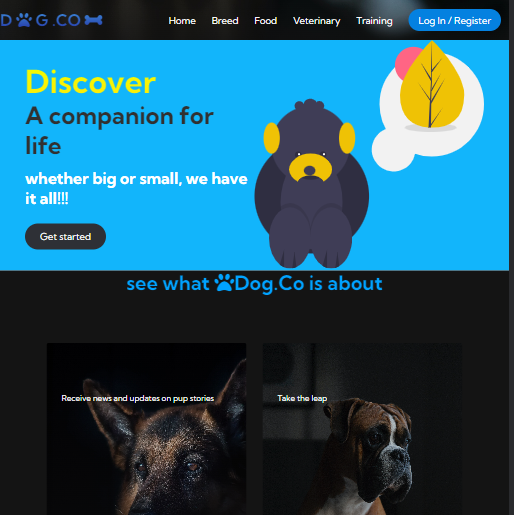 D🐾G.CO
Home Breed Food Veterinary Training Log In / Register
Discover
A companion for
life
whether big or small, we have
it all!!!
Get started
see what 🐾Dog.Co is about
Receive news and updates on pup stories
Take the leap